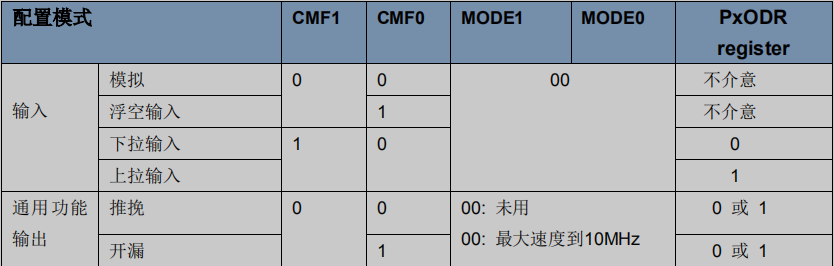 配置模式 CMF1 CMF0 MODE1 MODE0 PxODR
register
输入 模拟 0 0 00 不介意
浮空输入 1 不介意
下拉输入 1 0 0
上拉输入 1
通用功能 推挽 0 0 00: 未用 0 或 1
输出 00: 最大速度到10MHz
开漏 1 0 或 1